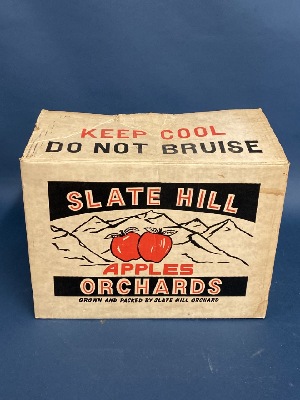 KEEP COOL
DO NOT BRUISE
SLATE HILL
APPLES
ORCHARDS
GROWN AND PACKED BY SLATE HILL ORCHARD